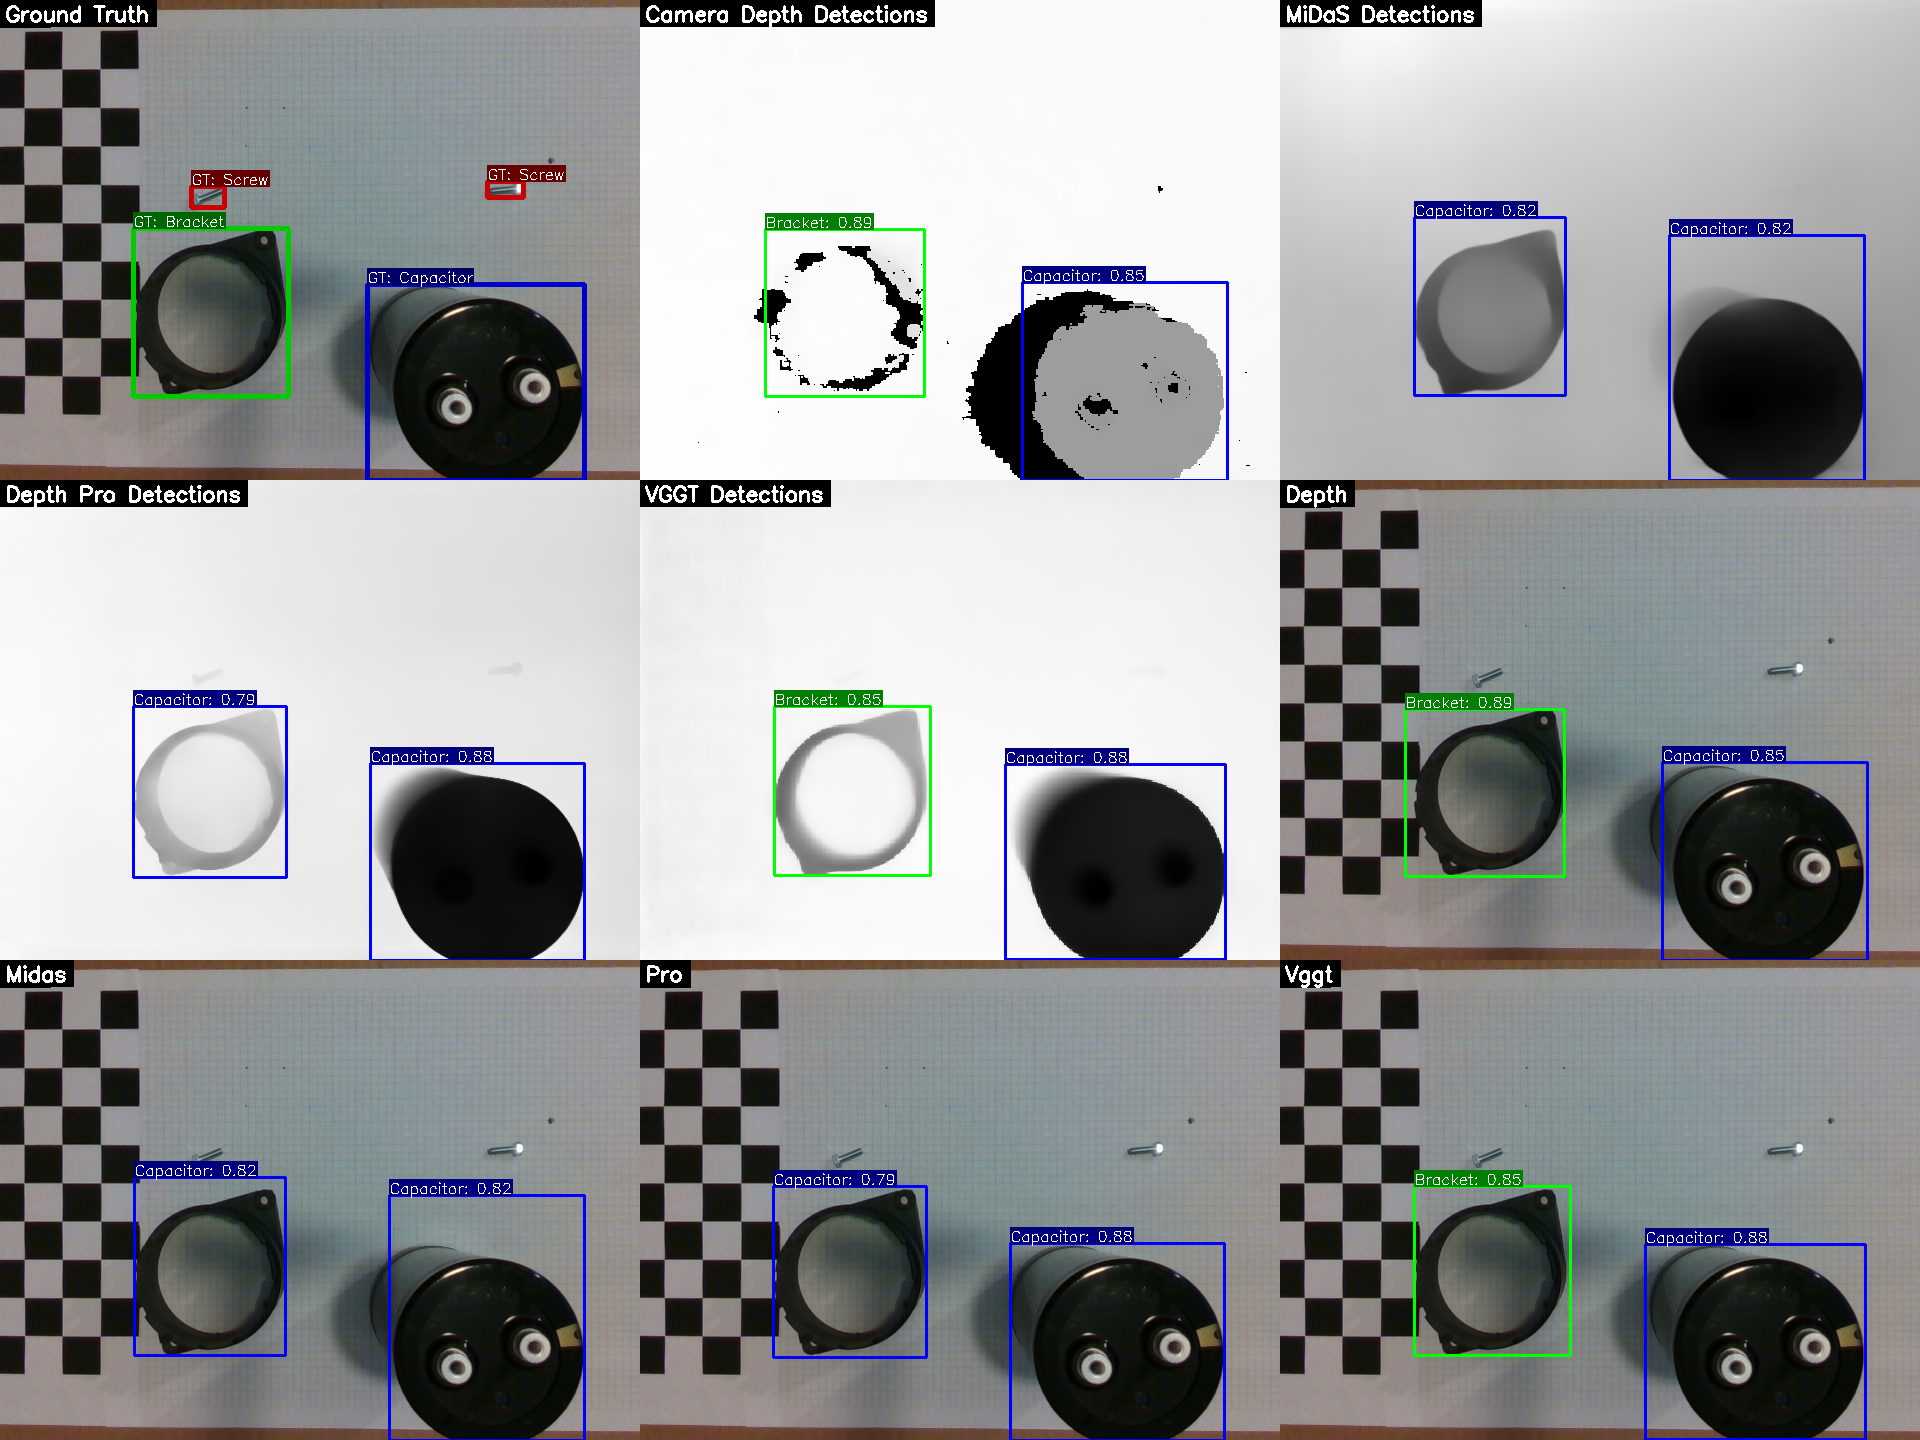 Ground Truth
GT: Screw
GT: Screw
GT: Bracket
GT: Capacitor
Camera Depth Detections
Bracket: 0.89
Capacitor: 0.85
MiDaS Detections
Capacitor: 0.82
Capacitor: 0.82
Depth Pro Detections
Capacitor: 0.79
Capacitor: 0.88
VGGT Detections
Bracket: 0.85
Capacitor: 0.88
Depth
Bracket: 0.89
Capacitor: 0.85
Midas
Capacitor: 0.82
Capacitor: 0.82
Pro
Capacitor: 0.79
Capacitor: 0.88
Vggt
Bracket: 0.85
Capacitor: 0.88